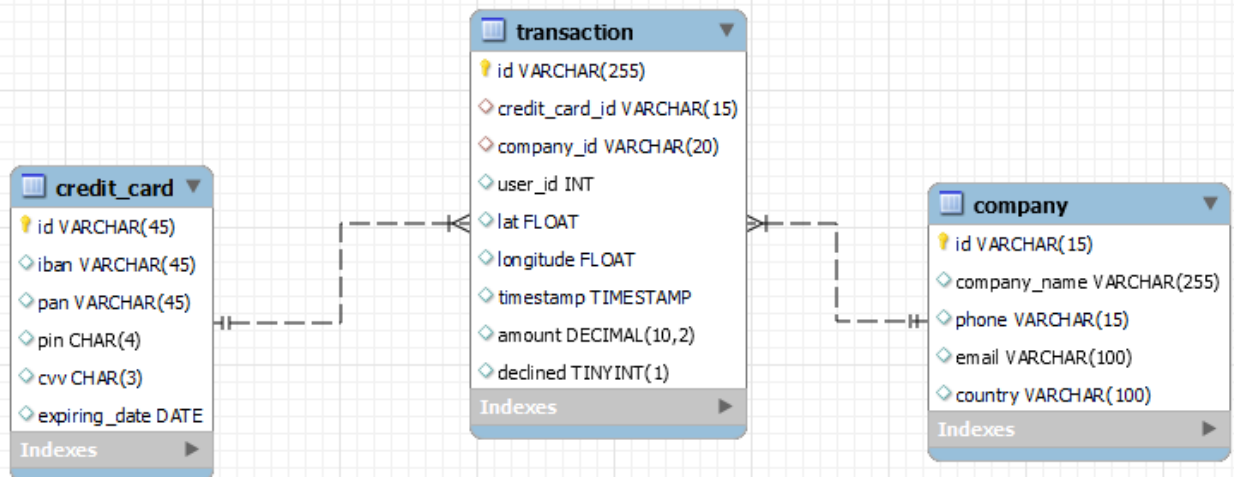 transaction
id VARCHAR(255)
credit_card_id VARCHAR(15)
company_id VARCHAR(20)
user_id INT
lat FLOAT
longitude FLOAT
timestamp TIMESTAMP
amount DECIMAL(10,2)
declined TINYINT(1)
Indexes
credit_card
id VARCHAR(45)
iban VARCHAR(45)
pan VARCHAR(45)
pin CHAR(4)
cvv CHAR(3)
expiring_date DATE
Indexes
company
id VARCHAR(15)
company_name VARCHAR(255)
phone VARCHAR(15)
email VARCHAR(100)
country VARCHAR(100)
Indexes